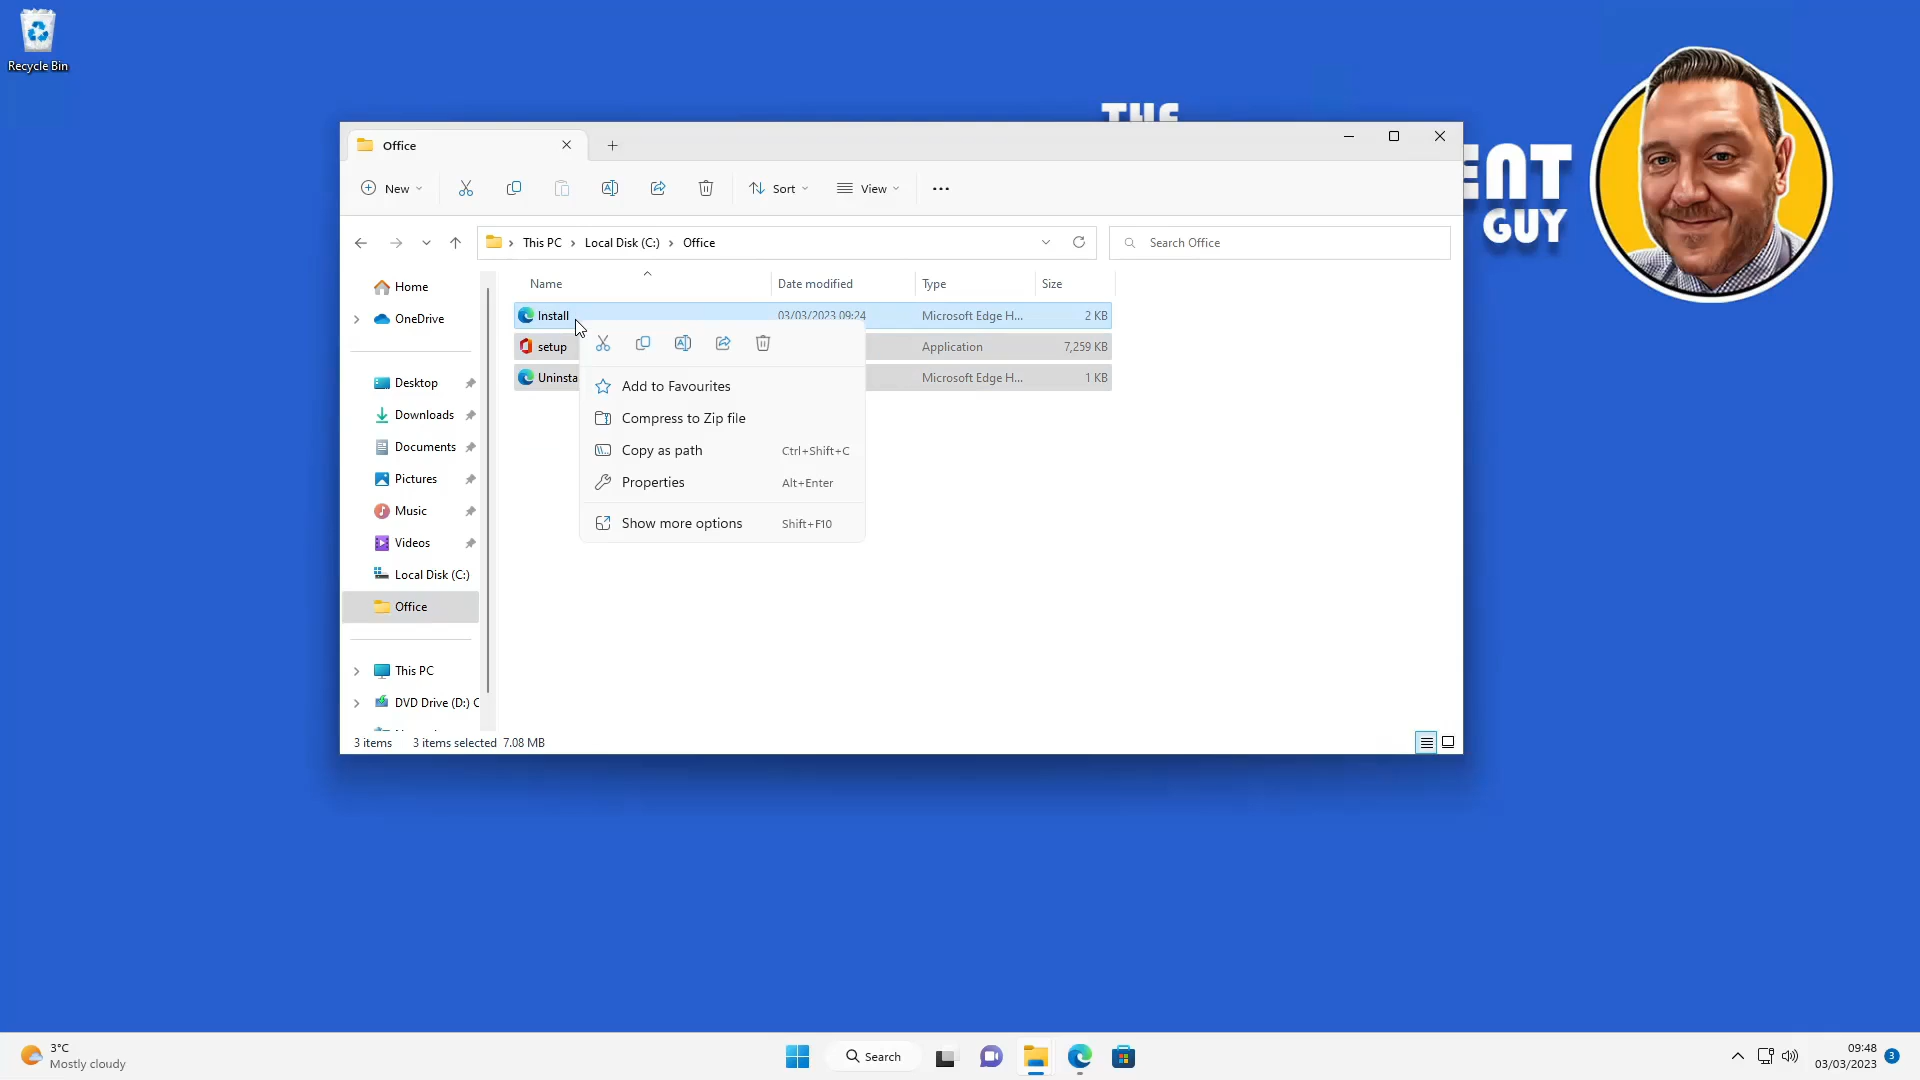 Recycle Bin
THE
ENT
GUY
Office
New
Sort
View
This PC
Local Disk (C:)
Office
Search Office
Name
Date modified
Type
Size
Home
OneDrive
Desktop
Downloads
Documents
Pictures
Music
Videos
Local Disk (C:)
Office
This PC
DVD Drive (D:) C
Install
03/03/2023 09:24
Microsoft Edge H...
2 KB
setup
Application
7,259 KB
Uninsta
Microsoft Edge H...
1 KB
Add to Favourites
Compress to Zip file
Copy as path
Ctrl+Shift+C
Properties
Alt+Enter
Show more options
Shift+F10
3 items
3 items selected 7.08 MB
3°C
Mostly cloudy
Search
09:48
03/03/2023
3